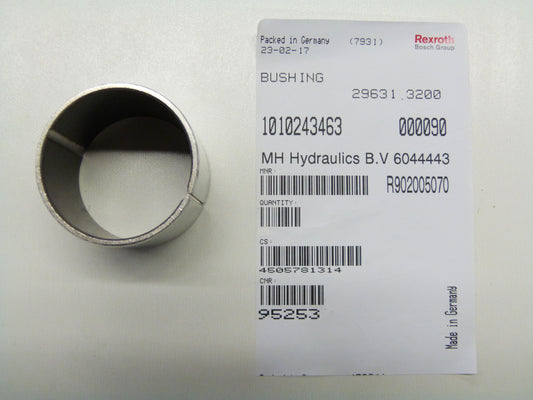 Packed in Germany (7931) Rexroth
23-02-17 Bosch Group
BUSHING
29631.3200
1010243463 000090
MH Hydraulics B.V 6044443
MNR:
R902005070
QUANTITY:
CS:
4505781314
CNR:
95253
Made in Germany